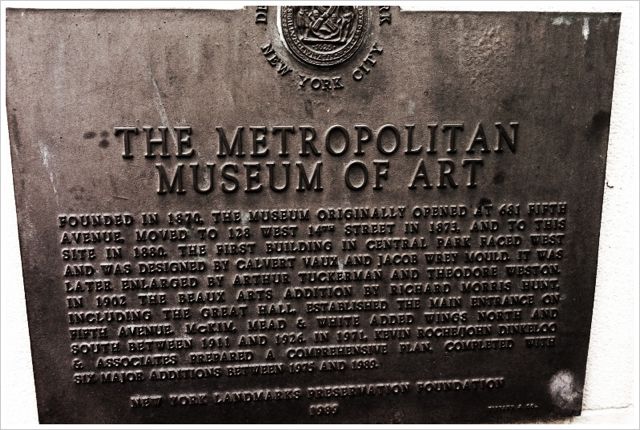 NEW YORK CITY
1625
THE METROPOLITAN
MUSEUM OF ART
FOUNDED IN 1870, THE MUSEUM ORIGINALLY OPENED AT 681 FIFTH
AVENUE, MOVED TO 128 WEST 14TH STREET IN 1873, AND TO THIS
SITE IN 1880. THE FIRST BUILDING IN CENTRAL PARK FACED WEST
AND WAS DESIGNED BY CALVERT VAUX AND JACOB WREY MOULD. IT WAS
LATER ENLARGED BY ARTHUR TUCKERMAN AND THEODORE WESTON.
IN 1902 THE BEAUX ARTS ADDITION BY RICHARD MORRIS HUNT,
INCLUDING THE GREAT HALL, ESTABLISHED THE MAIN ENTRANCE ON
FIFTH AVENUE. McKIM, MEAD & WHITE ADDED WINGS NORTH AND
SOUTH BETWEEN 1911 AND 1926. IN 1971, KEVIN ROCHE/JOHN DINKELOO
& ASSOCIATES PREPARED A COMPREHENSIVE PLAN, COMPLETED WITH
SIX MAJOR ADDITIONS BETWEEN 1975 AND 1989.
NEW YORK LANDMARKS PRESERVATION FOUNDATION
1989